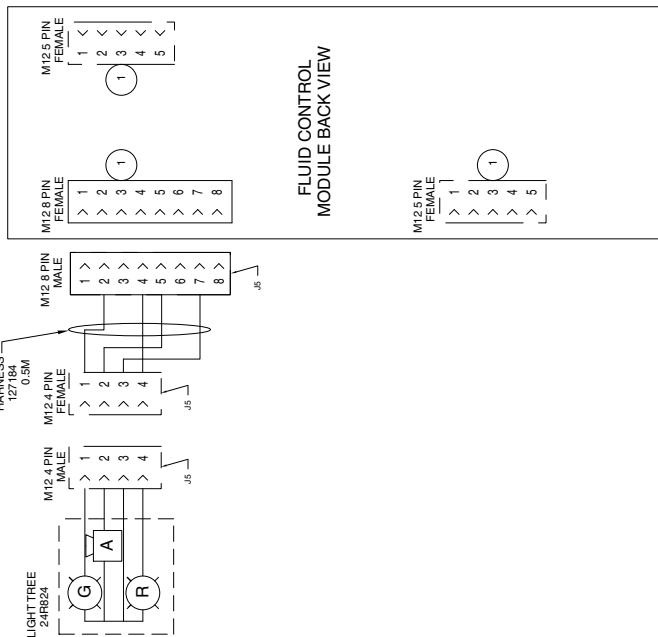 M12 5 PIN
FEMALE
1
2
3
4
5
1
M12 8 PIN
FEMALE
1
2
3
4
5
6
7
8
1
FLUID CONTROL
MODULE BACK VIEW
M12 5 PIN
FEMALE
1
2
3
4
5
1
M12 8 PIN
MALE
1
2
3
4
5
6
7
8
J5
HARNESS
127184
0.5M
M12 4 PIN
FEMALE
1
2
3
4
J5
M12 4 PIN
MALE
1
2
3
4
J5
LIGHT TREE
24R824
G
A
R